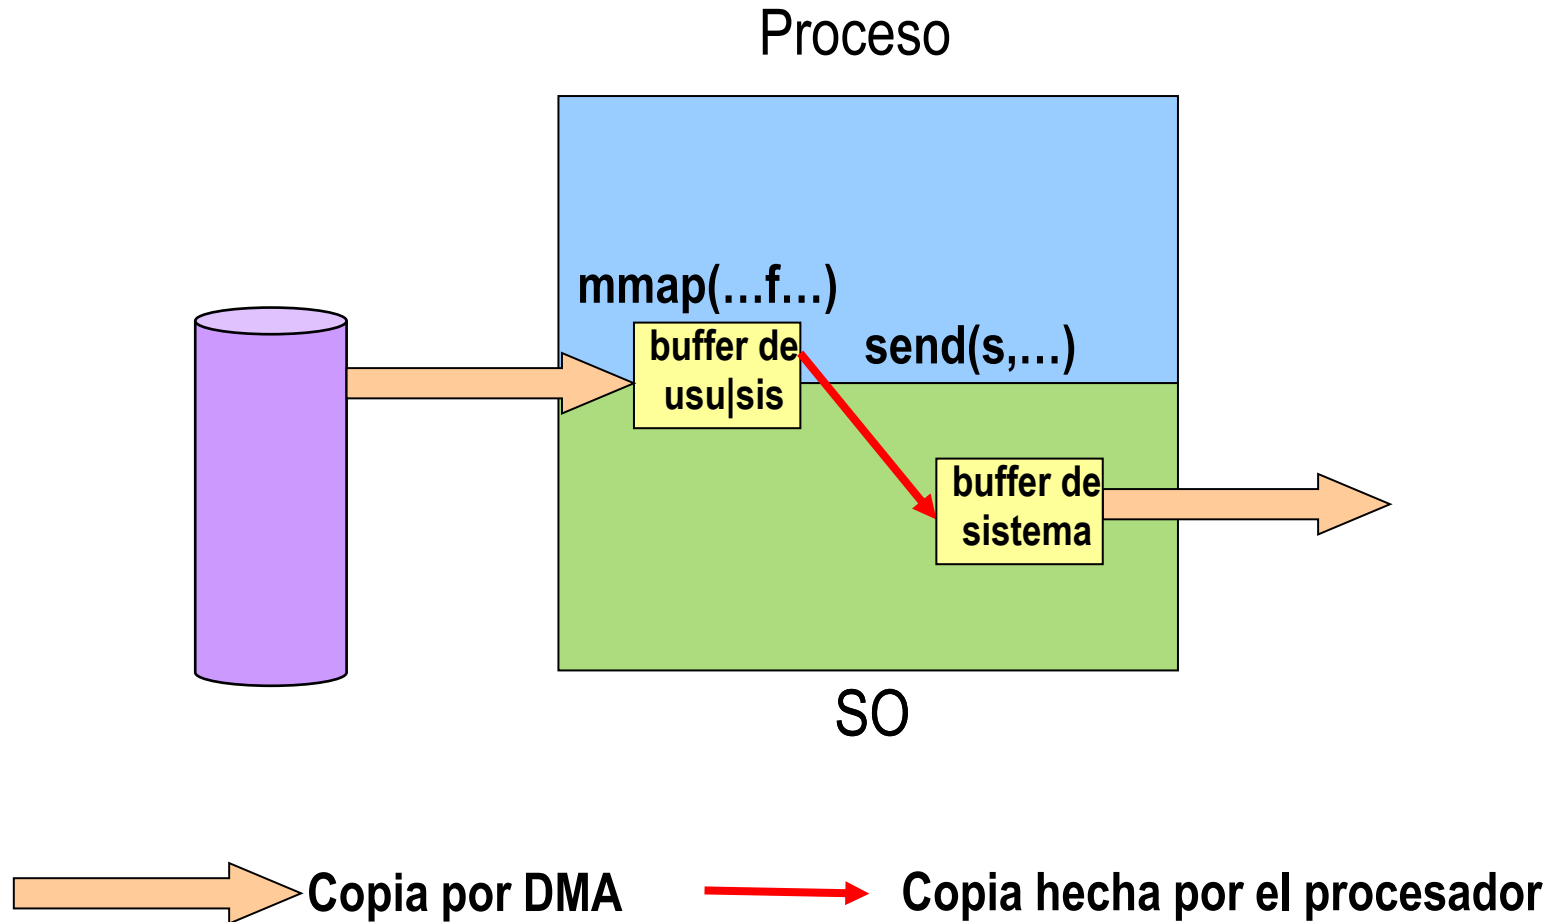 Proceso
mmap(…f…)
buffer de
usu|sis
send(s,…)
buffer de
sistema
SO
Copia por DMA
Copia hecha por el procesador